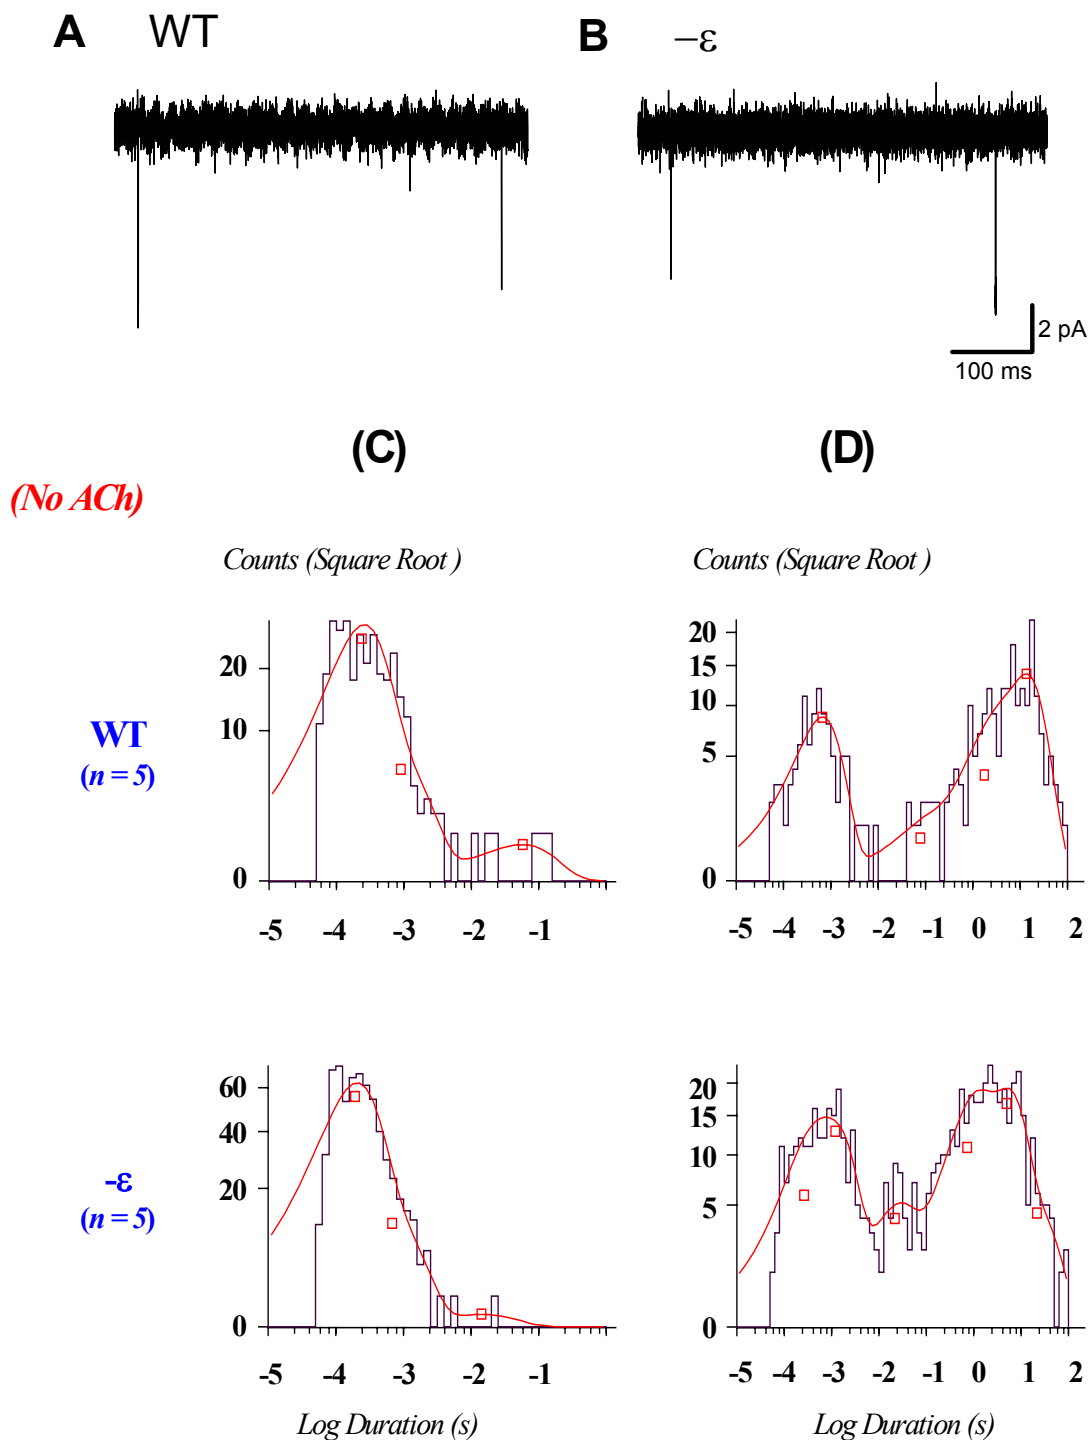 A WT
B –ε
2 pA
100 ms
(C)
(D)
(No ACh)
Counts (Square Root )
Counts (Square Root )
WT
(n = 5)
20
10
0
-5 -4 -3 -2 -1
20
15
10
5
0
-5 -4 -3 -2 -1 0 1 2
-ε
(n = 5)
60
40
20
0
-5 -4 -3 -2 -1
20
15
10
5
0
-5 -4 -3 -2 -1 0 1 2
Log Duration (s)
Log Duration (s)